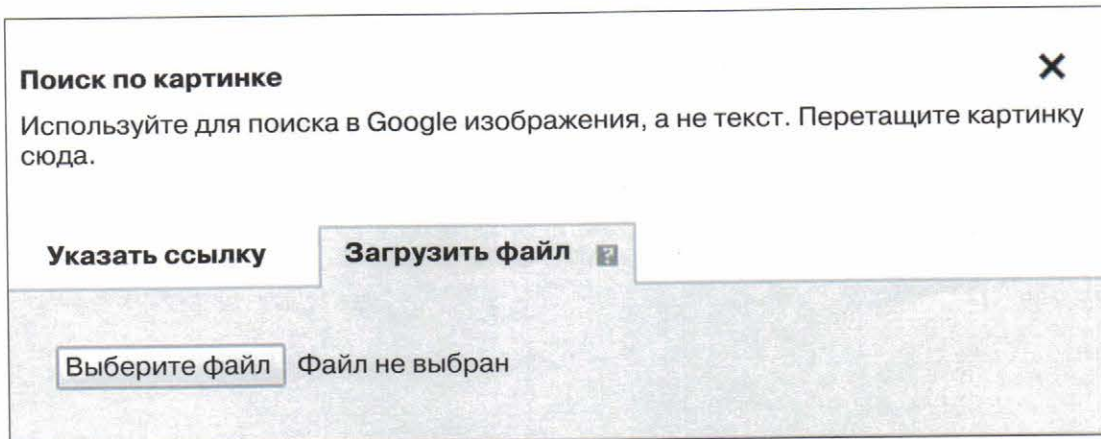 Поиск по картинке
Используйте для поиска в Google изображения, а не текст. Перетащите картинку
сюда.
Указать ссылку Загрузить файл ?
Выберите файл Файл не выбран